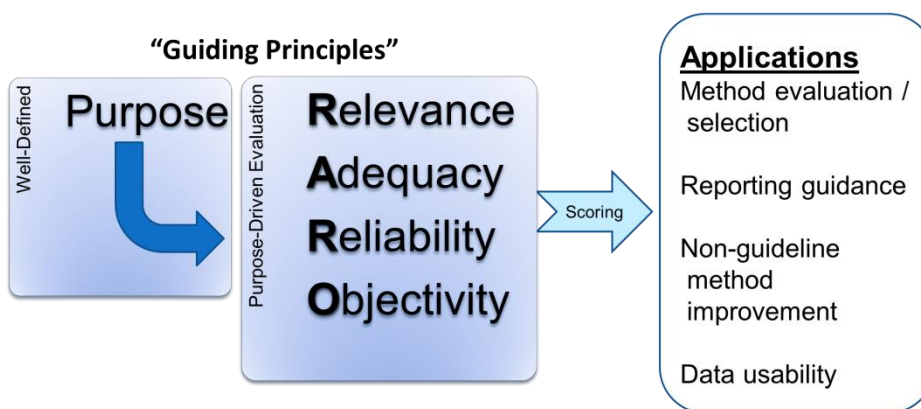 “Guiding Principles”
Well-Defined
Purpose
Purpose-Driven Evaluation
Relevance
Adequacy
Reliability
Objectivity
Scoring
Applications
Method evaluation /
selection
Reporting guidance
Non-guideline
method
improvement
Data usability